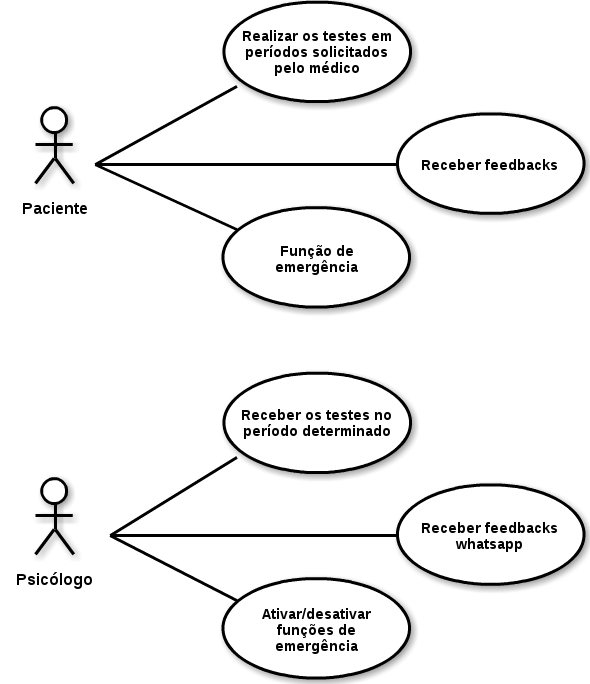 Realizar os testes em
períodos solicitados
pelo médico
Receber feedbacks
Paciente
Função de
emergência
Receber os testes no
período determinado
Receber feedbacks
whatsapp
Psicólogo
Ativar/desativar
funções de
emergência